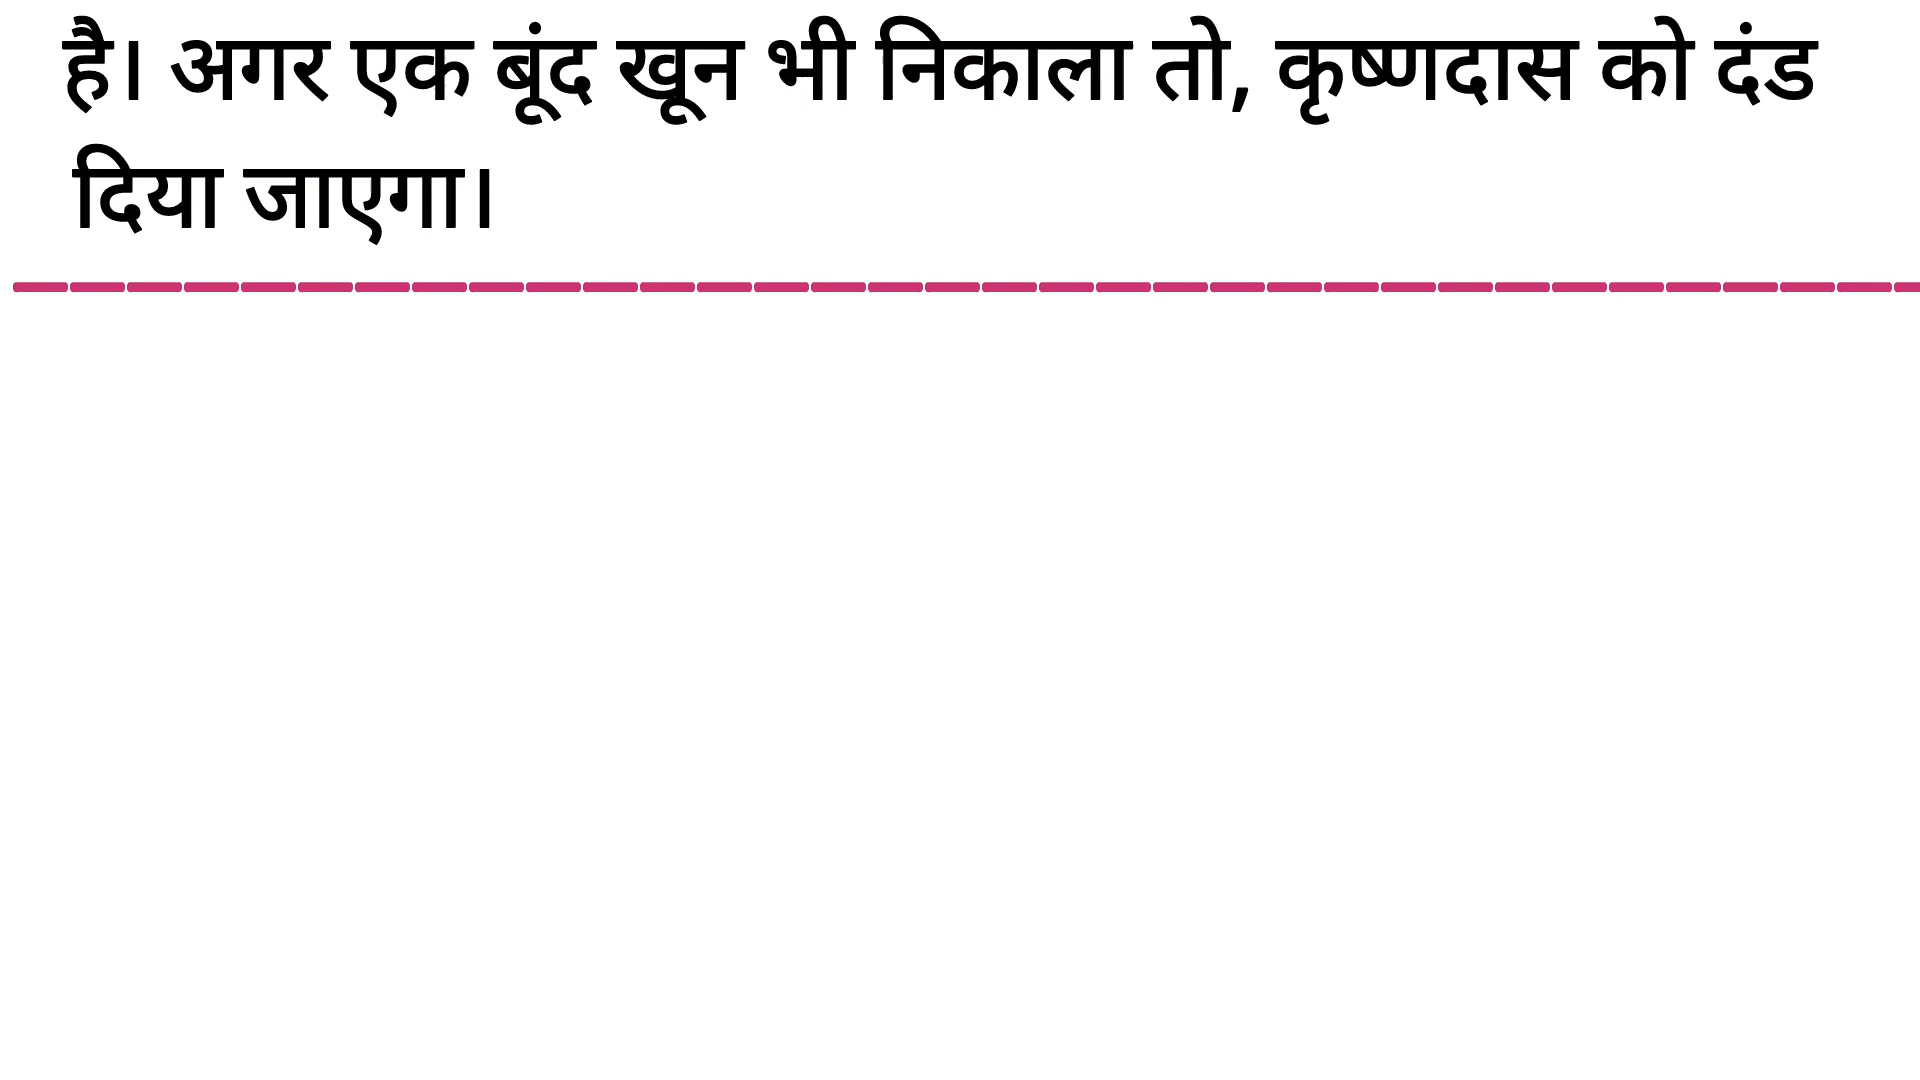 है। अगर एक बूंद खून भी निकाला तो, कृष्णदास को दंड
दिया जाएगा।